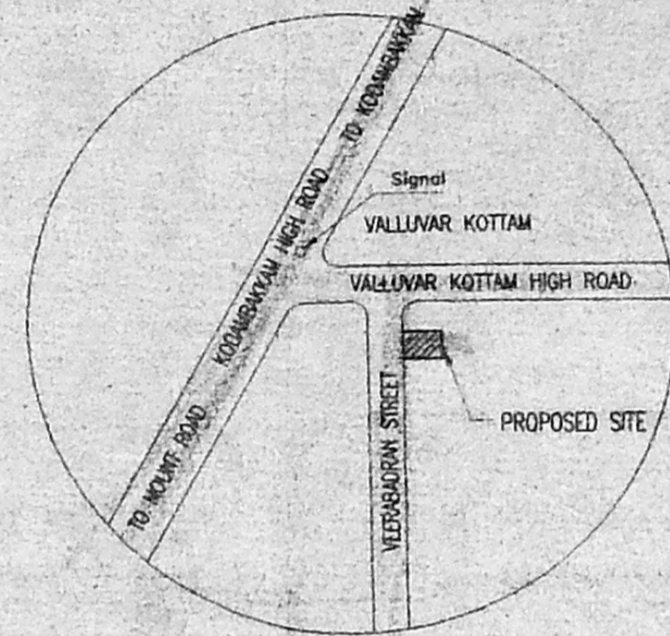 TO KODAMBAKKAM
KODAMBAKKAM HIGH ROAD
TO MOUNT ROAD
Signal
VALLUVAR KOTTAM
VALLUVAR KOTTAM HIGH ROAD
VEERABADRAN STREET
PROPOSED SITE